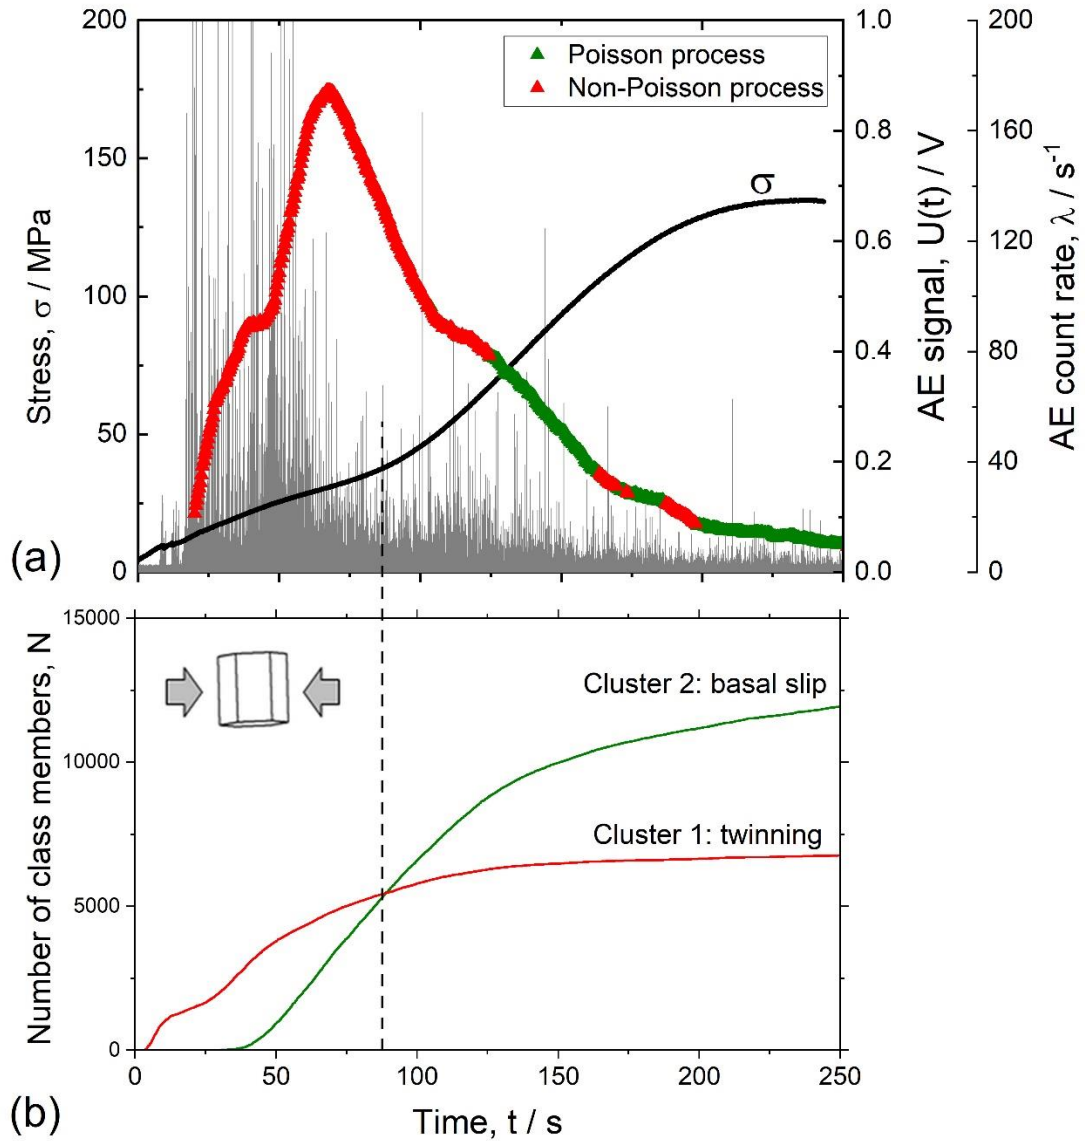 Poisson process
Non-Poisson process
Stress, σ / MPa
200
150
100
50
0
σ
1.0
0.8
0.6
0.4
0.2
0.0
AE signal, U(t) / V
200
160
120
80
40
0
AE count rate, λ / s⁻¹
(a)
Number of class members, N
15000
10000
5000
0
Cluster 2: basal slip
Cluster 1: twinning
0 50 100 150 200 250
Time, t / s
(b)